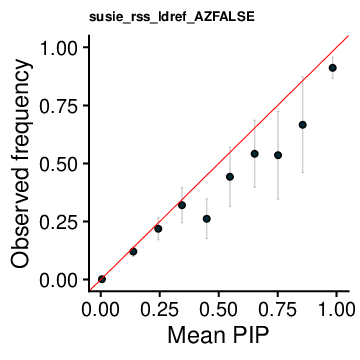 susie_rss_ldref_AZFALSE
Observed frequency
1.00
0.75
0.50
0.25
0.00
0.00 0.25 0.50 0.75 1.00
Mean PIP